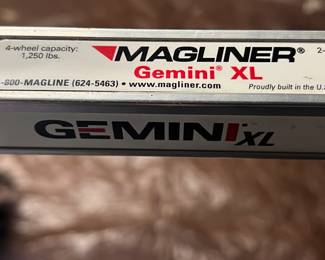 4-wheel capacity:
1,250 lbs.
MAGLINER® 2-
Gemini® XL
-800-MAGLINE (624-5463) • www.magliner.com • Proudly built in the U.S
GEMINI XL